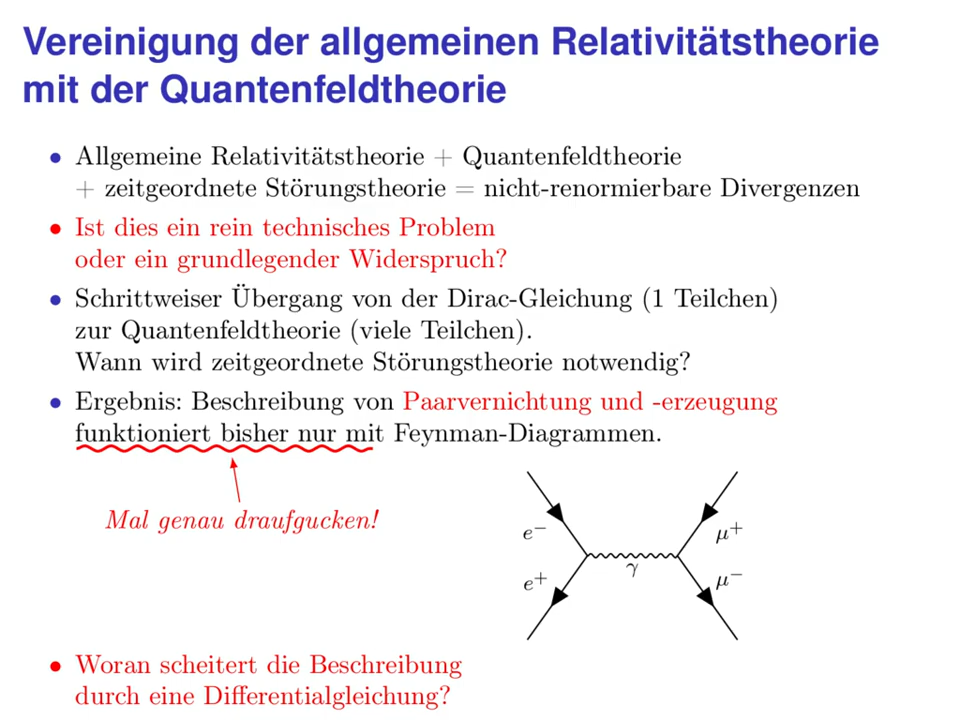 Vereinigung der allgemeinen Relativitätstheorie
mit der Quantenfeldtheorie
• Allgemeine Relativitätstheorie + Quantenfeldtheorie
+ zeitgeordnete Störungstheorie = nicht-renormierbare Divergenzen
• Ist dies ein rein technisches Problem
oder ein grundlegender Widerspruch?
• Schrittweiser Übergang von der Dirac-Gleichung (1 Teilchen)
zur Quantenfeldtheorie (viele Teilchen).
Wann wird zeitgeordnete Störungstheorie notwendig?
• Ergebnis: Beschreibung von Paarvernichtung und -erzeugung
funktioniert bisher nur mit Feynman-Diagrammen.
Mal genau draufgucken!
e⁻
μ⁺
γ
e⁺
μ⁻
• Woran scheitert die Beschreibung
durch eine Differentialgleichung?